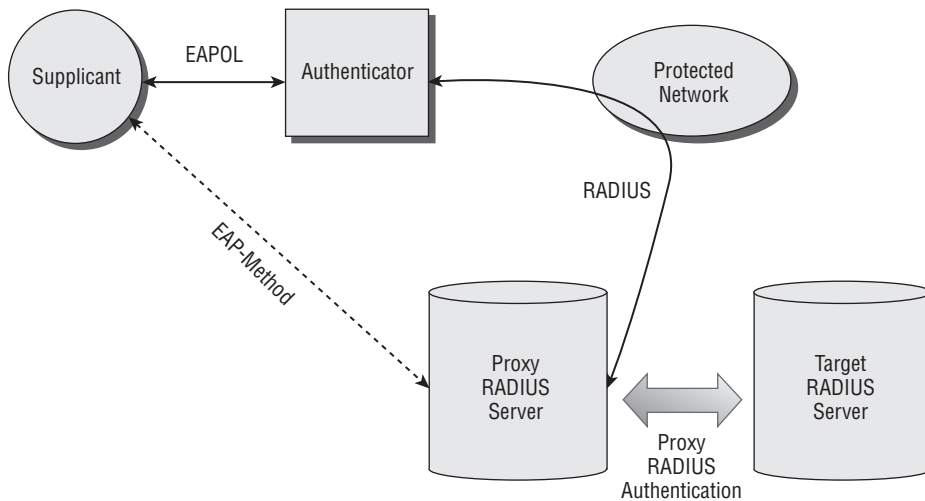 EAPOL
Supplicant
Authenticator
Protected
Network
RADIUS
EAP-Method
Proxy
RADIUS
Server
Target
RADIUS
Server
Proxy
RADIUS
Authentication